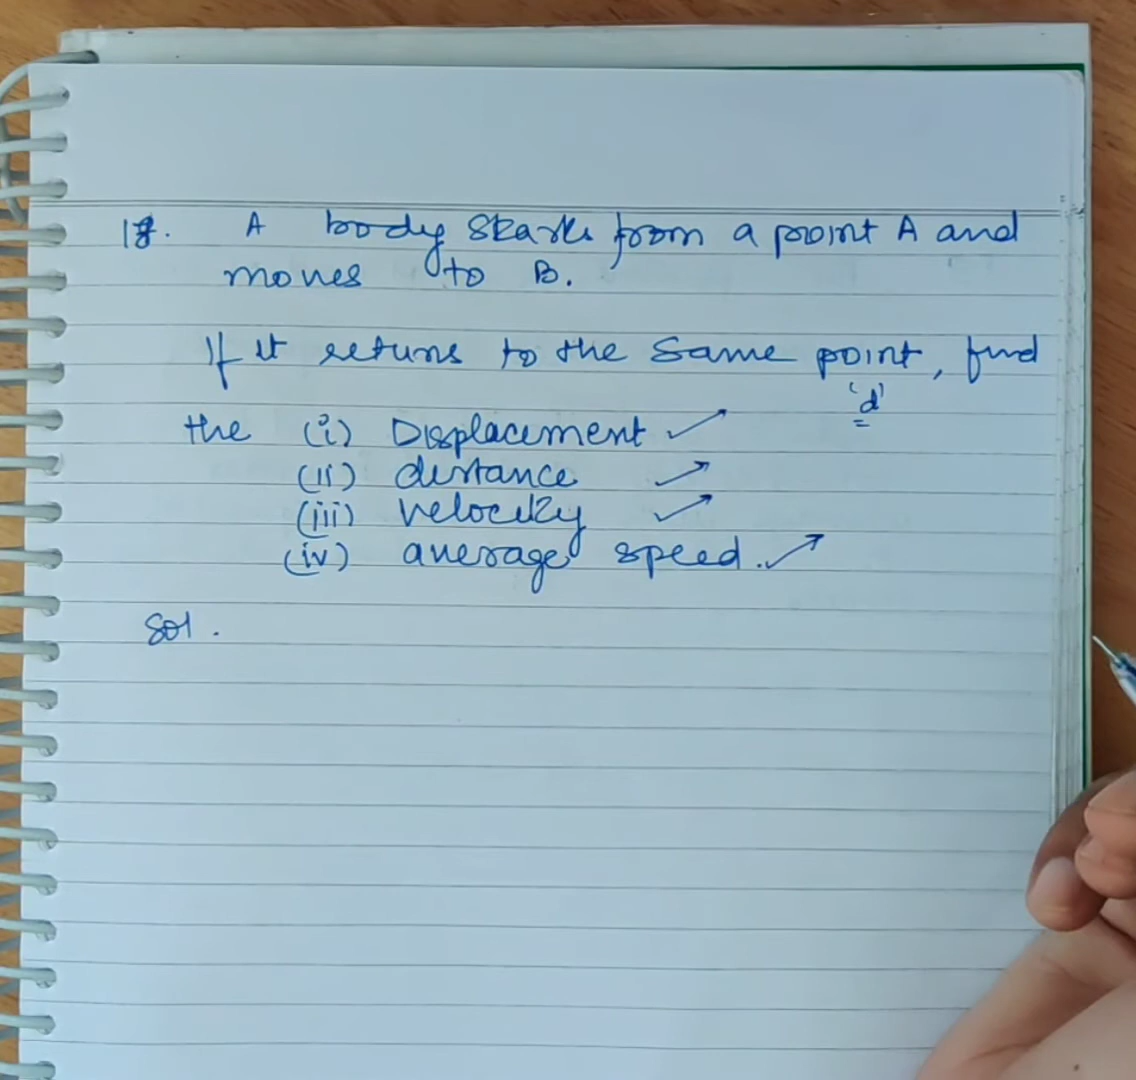 18. A body starts from a point A and
moves to B.
If it returns to the same point, find
'd'
the (i) Displacement
(ii) distance
(iii) velocity
(iv) average speed.
Sol.